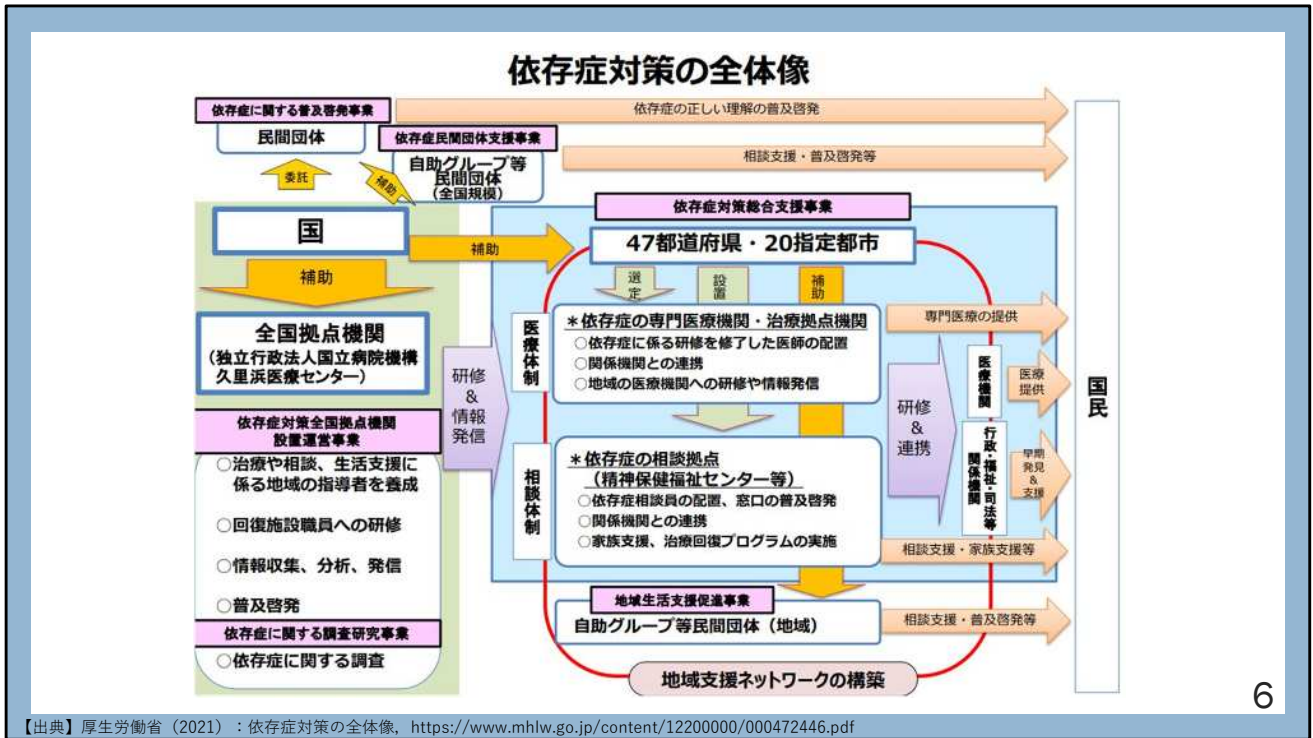 依存症対策の全体像
依存症に関する普及啓発事業
民間団体
依存症の正しい理解の普及啓発
依存症民間団体支援事業
自助グループ等
民間団体
（全国規模）
相談支援・普及啓発等
委託
補助
国
補助
補助
全国拠点機関
（独立行政法人国立病院機構
久里浜医療センター）
依存症対策全国拠点機関
設置運営事業
○治療や相談、生活支援に
係る地域の指導者を養成
○回復施設職員への研修
○情報収集、分析、発信
○普及啓発
依存症に関する調査研究事業
○依存症に関する調査
研修
&
情報
発信
依存症対策総合支援事業
47都道府県・20指定都市
選定
設置
補助
医療体制
＊依存症の専門医療機関・治療拠点機関
○依存症に係る研修を修了した医師の配置
○関係機関との連携
○地域の医療機関への研修や情報発信
相談体制
＊依存症の相談拠点
（精神保健福祉センター等）
○依存症相談員の配置、窓口の普及啓発
○関係機関との連携
○家族支援、治療回復プログラムの実施
研修
&
連携
専門医療の提供
医療機関
医療
提供
行政・福祉・司法等
関係機関
早期
発見
&
支援
相談支援・家族支援等
地域生活支援促進事業
自助グループ等民間団体（地域）
相談支援・普及啓発等
地域支援ネットワークの構築
国民
6
【出典】厚生労働省（2021）：依存症対策の全体像，https://www.mhlw.go.jp/content/12200000/000472446.pdf